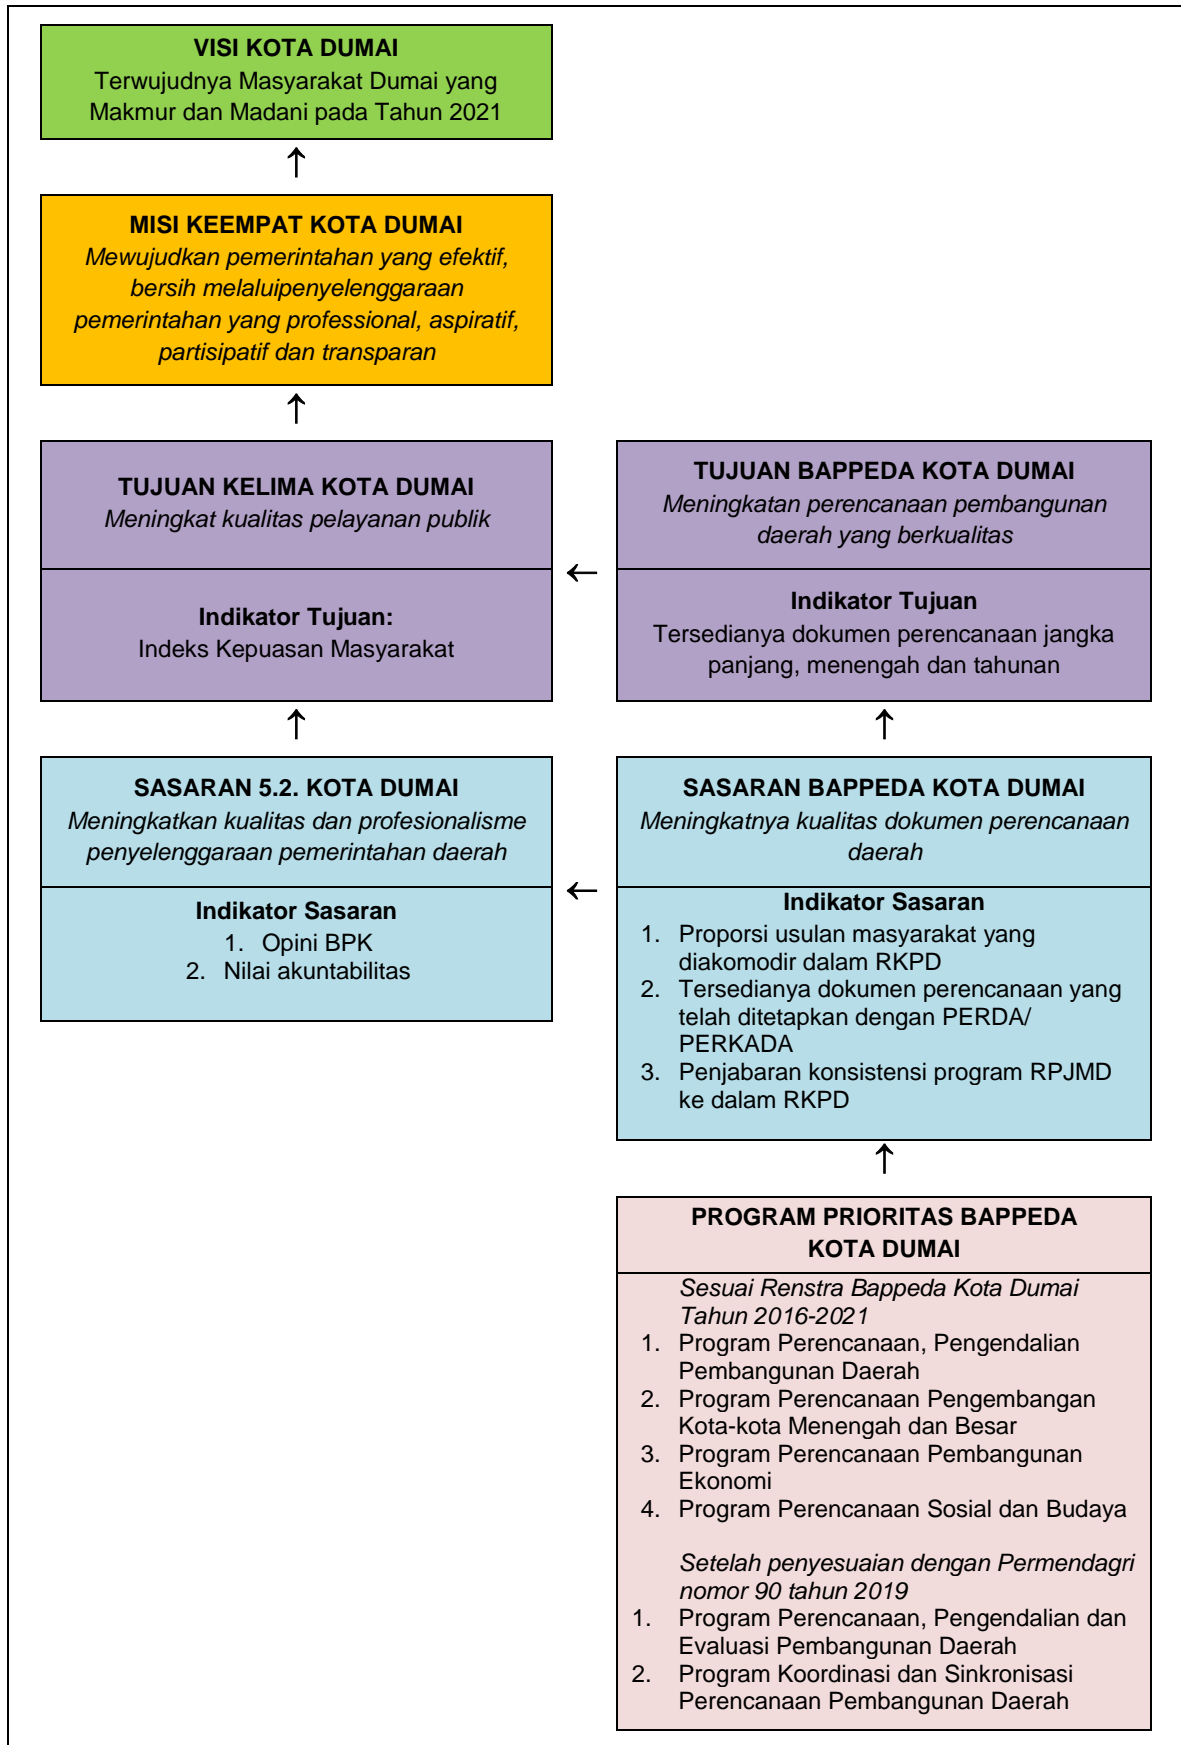 VISI KOTA DUMAI
Terwujudnya Masyarakat Dumai yang
Makmur dan Madani pada Tahun 2021
↑
MISI KEEMPAT KOTA DUMAI
Mewujudkan pemerintahan yang efektif,
bersih melaluipenyelenggaraan
pemerintahan yang professional, aspiratif,
partisipatif dan transparan
↑
TUJUAN KELIMA KOTA DUMAI
Meningkat kualitas pelayanan publik
Indikator Tujuan:
Indeks Kepuasan Masyarakat
←
TUJUAN BAPPEDA KOTA DUMAI
Meningkatan perencanaan pembangunan
daerah yang berkualitas
Indikator Tujuan
Tersedianya dokumen perencanaan jangka
panjang, menengah dan tahunan
↑
↑
SASARAN 5.2. KOTA DUMAI
Meningkatkan kualitas dan profesionalisme
penyelenggaraan pemerintahan daerah
Indikator Sasaran
1. Opini BPK
2. Nilai akuntabilitas
←
SASARAN BAPPEDA KOTA DUMAI
Meningkatnya kualitas dokumen perencanaan
daerah
Indikator Sasaran
1. Proporsi usulan masyarakat yang
diakomodir dalam RKPD
2. Tersedianya dokumen perencanaan yang
telah ditetapkan dengan PERDA/
PERKADA
3. Penjabaran konsistensi program RPJMD
ke dalam RKPD
↑
PROGRAM PRIORITAS BAPPEDA
KOTA DUMAI
Sesuai Renstra Bappeda Kota Dumai
Tahun 2016-2021
1. Program Perencanaan, Pengendalian
Pembangunan Daerah
2. Program Perencanaan Pengembangan
Kota-kota Menengah dan Besar
3. Program Perencanaan Pembangunan
Ekonomi
4. Program Perencanaan Sosial dan Budaya
Setelah penyesuaian dengan Permendagri
nomor 90 tahun 2019
1. Program Perencanaan, Pengendalian dan
Evaluasi Pembangunan Daerah
2. Program Koordinasi dan Sinkronisasi
Perencanaan Pembangunan Daerah